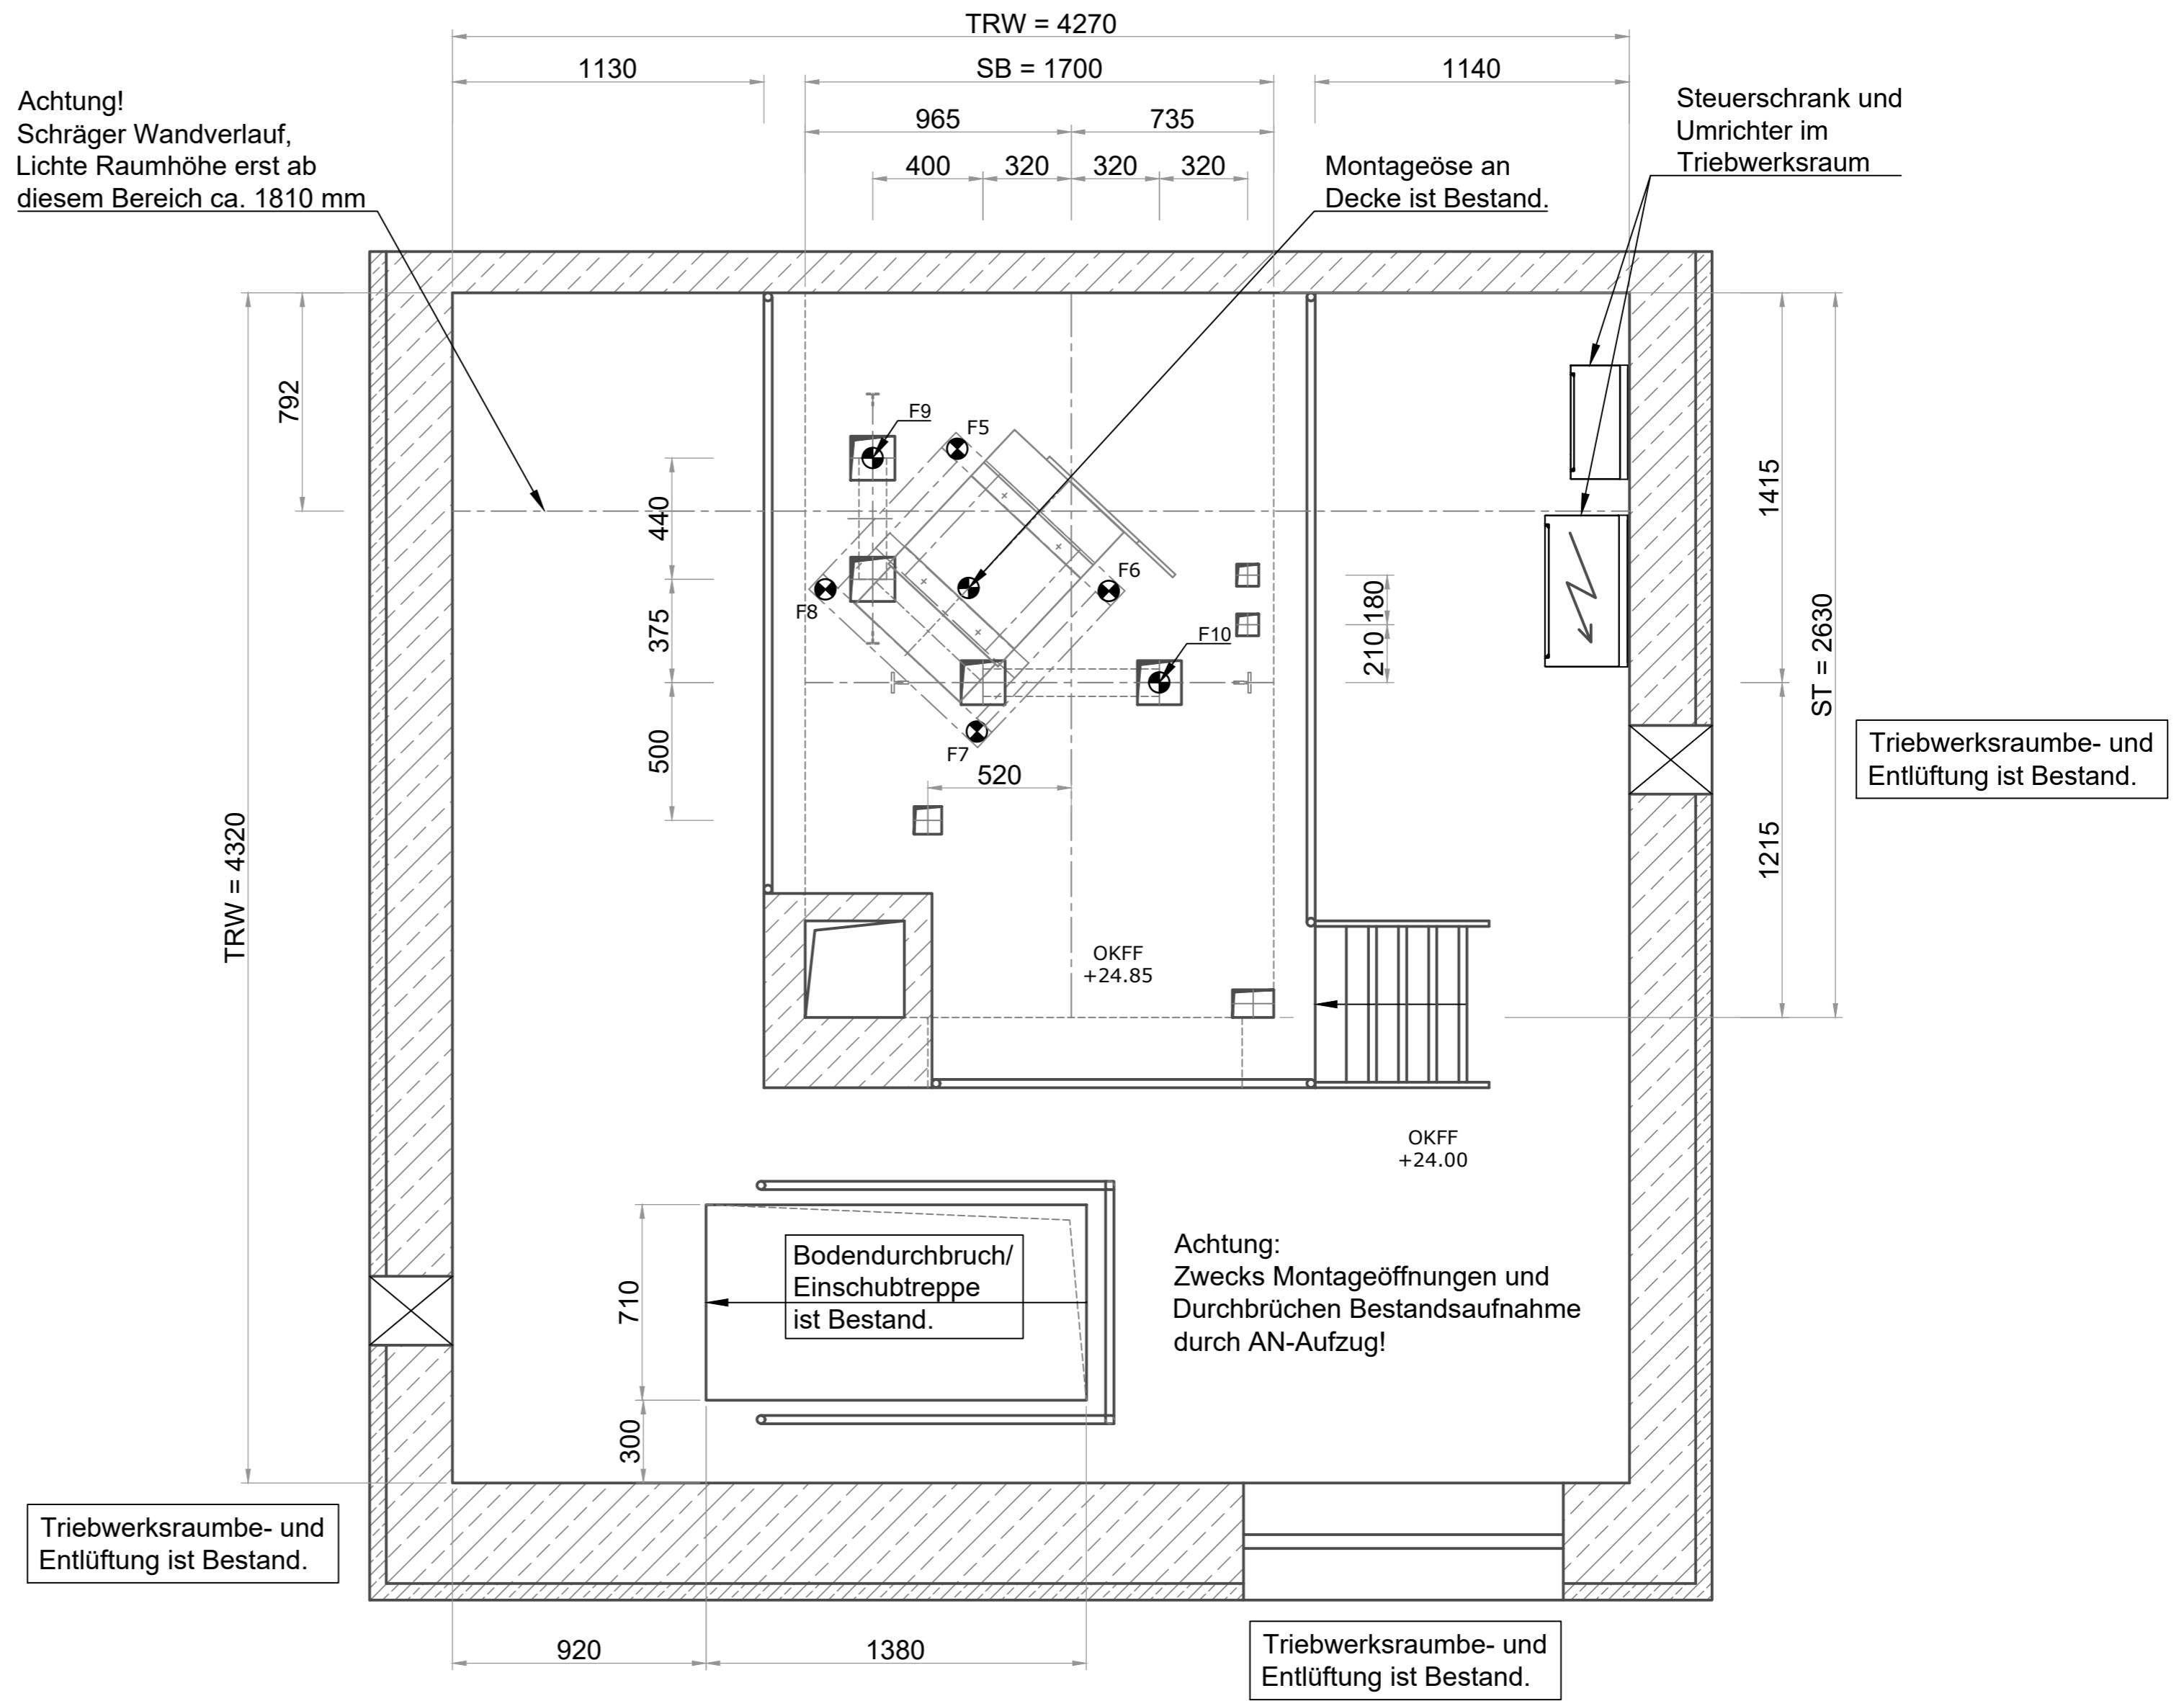 TRW = 4270
1130
SB = 1700
1140
965
735
400
320
320
320
Achtung!
Schräger Wandverlauf,
Lichte Raumhöhe erst ab
diesem Bereich ca. 1810 mm
Montageöse an
Decke ist Bestand.
Steuerschrank und
Umrichter im
Triebwerksraum
792
F9
F5
440
1415
F6
F8
180
375
F10
210
ST = 2630
500
F7
520
Triebwerksraumbe- und
Entlüftung ist Bestand.
TRW = 4320
1215
OKFF
+24.85
OKFF
+24.00
710
Bodendurchbruch/
Einschubtreppe
ist Bestand.
Achtung:
Zwecks Montageöffnungen und
Durchbrüchen Bestandsaufnahme
durch AN-Aufzug!
300
Triebwerksraumbe- und
Entlüftung ist Bestand.
920
1380
Triebwerksraumbe- und
Entlüftung ist Bestand.